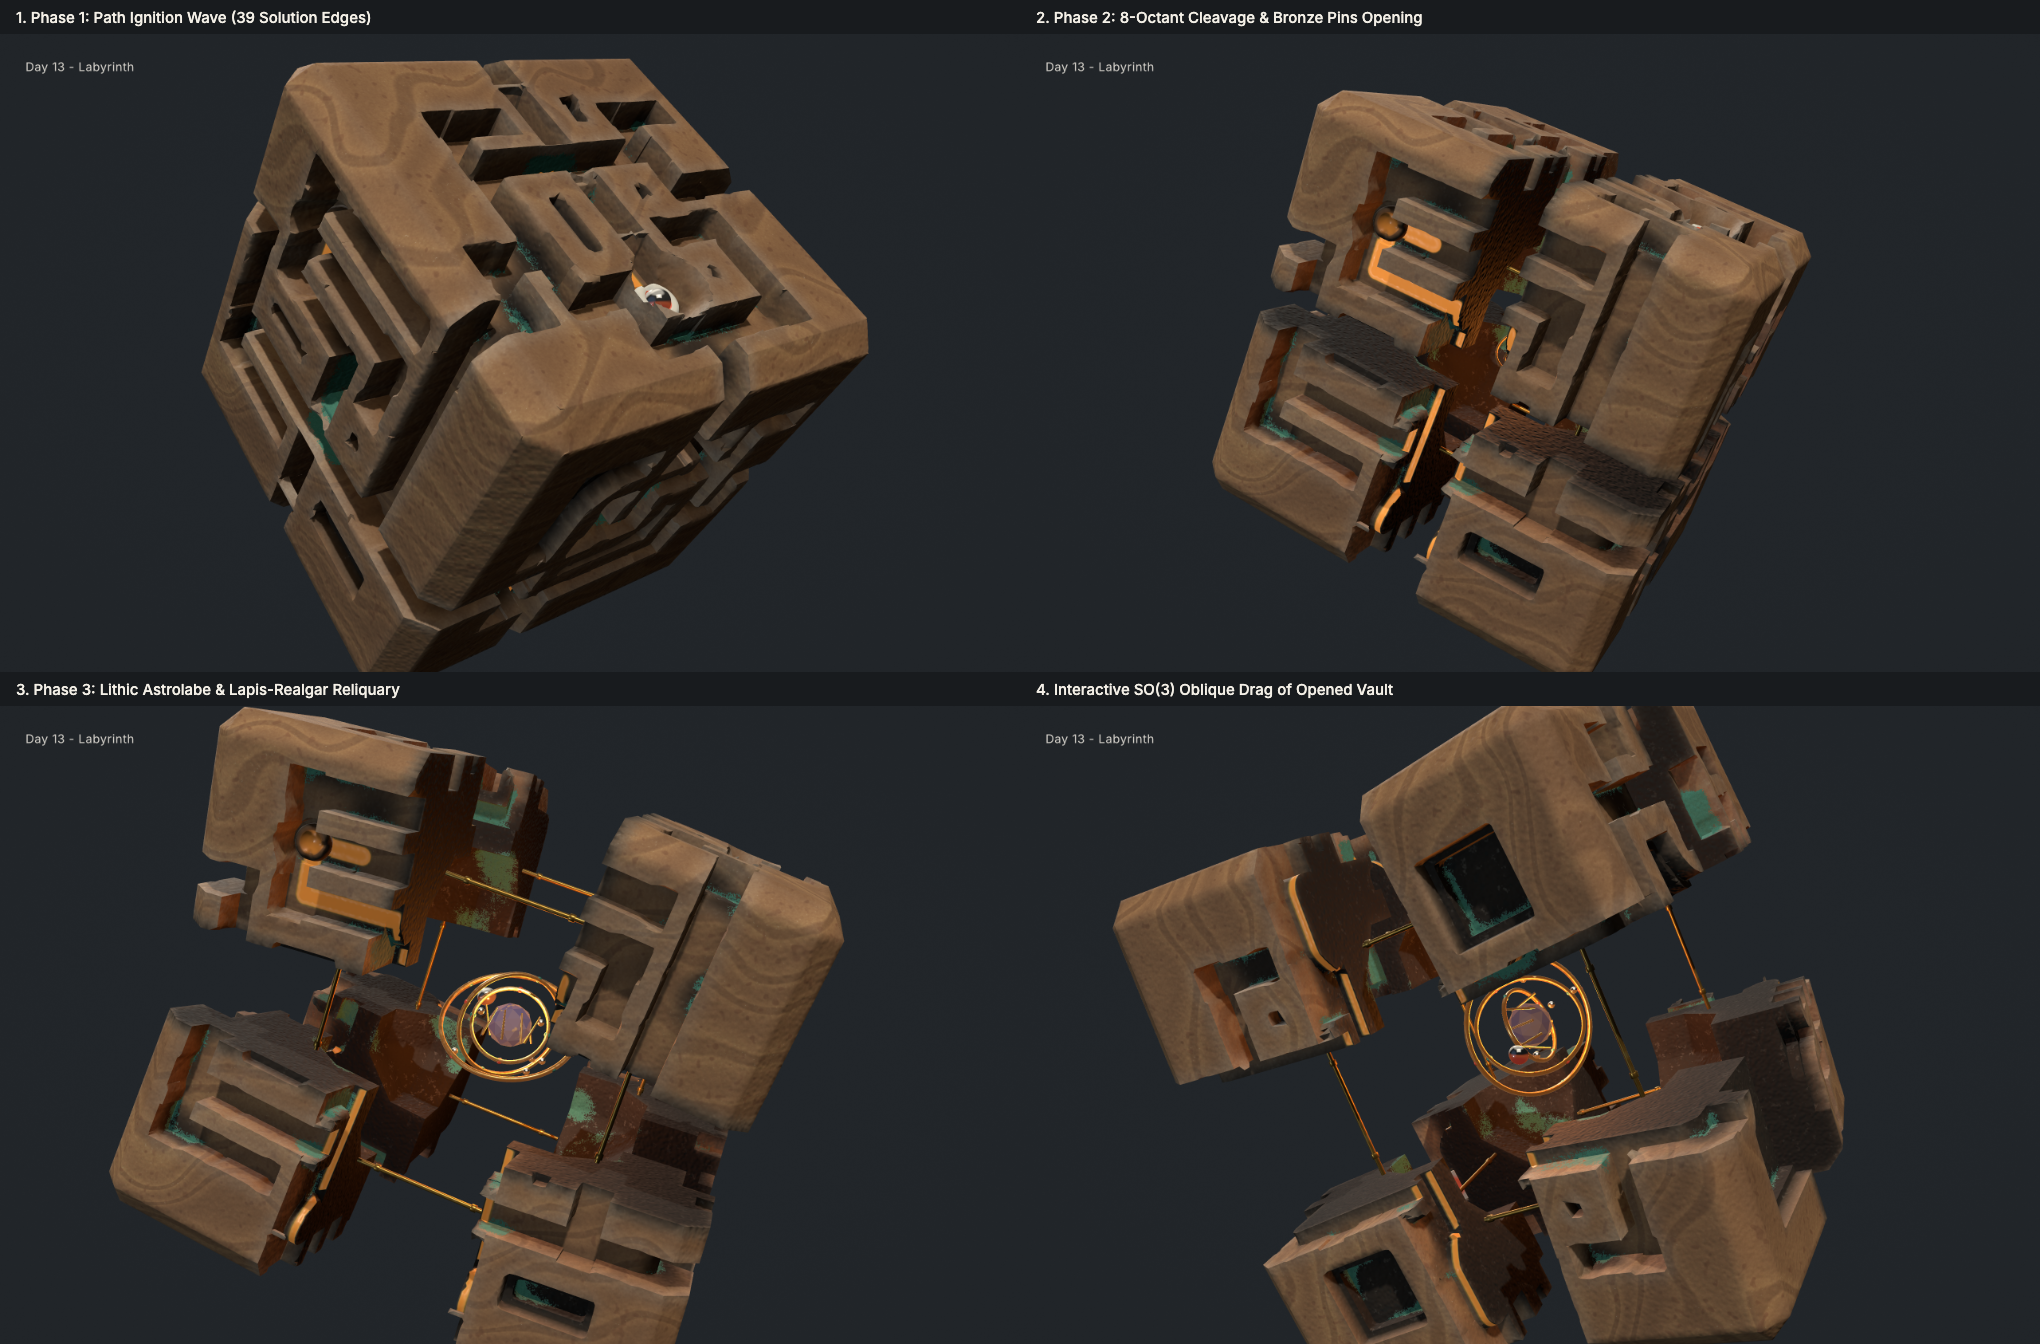 1. Phase 1: Path Ignition Wave (39 Solution Edges)
Day 13 - Labyrinth
2. Phase 2: 8-Octant Cleavage & Bronze Pins Opening
Day 13 - Labyrinth
3. Phase 3: Lithic Astrolabe & Lapis-Realgar Reliquary
Day 13 - Labyrinth
4. Interactive SO(3) Oblique Drag of Opened Vault
Day 13 - Labyrinth